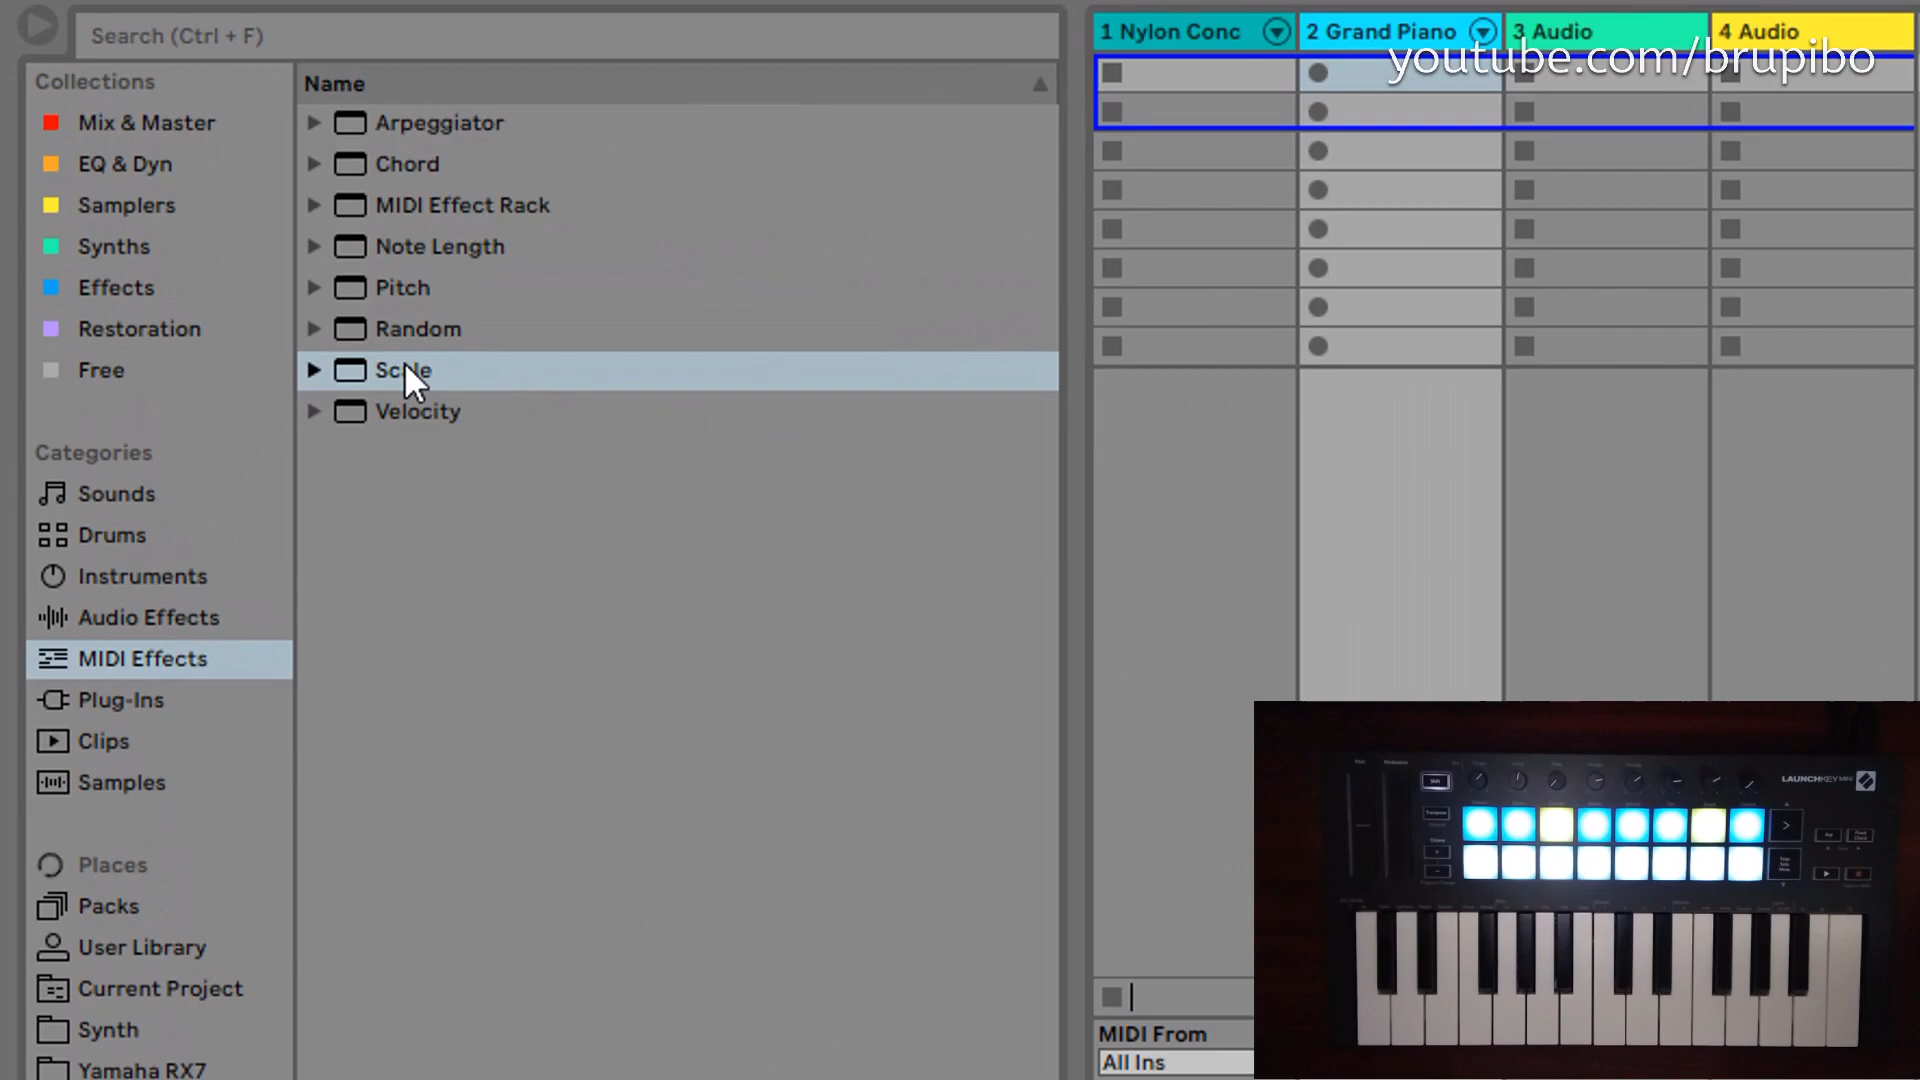 Search (Ctrl + F)
Collections
Mix & Master
EQ & Dyn
Samplers
Synths
Effects
Restoration
Free
Categories
Sounds
Drums
Instruments
Audio Effects
MIDI Effects
Plug-Ins
Clips
Samples
Places
Packs
User Library
Current Project
Synth
Yamaha RX7
Name
Arpeggiator
Chord
MIDI Effect Rack
Note Length
Pitch
Random
Scale
Velocity
1 Nylon Conc
2 Grand Piano
3 Audio
4 Audio
youtube.com/brupibo
MIDI From
All Ins
LAUNCHKEY MINI